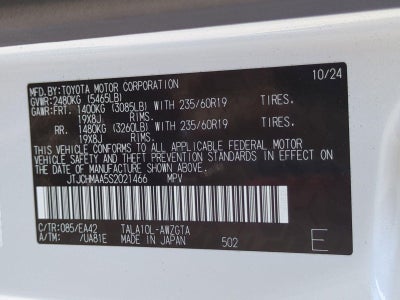 MFD.BY:TOYOTA MOTOR CORPORATION 10/24
GVWR:2480KG (5465LB)
GAWR:FRT. 1400KG (3085LB) WITH 235/60R19 TIRES.
19X8J RIMS.
RR. 1480KG (3260LB) WITH 235/60R19 TIRES.
19X8J RIMS.
THIS VEHICLE CONFORMS TO ALL APPLICABLE FEDERAL MOTOR
VEHICLE SAFETY, BUMPER, AND THEFT PREVENTION STANDARDS IN EFFECT
ON THE DATE OF MANUFACTURE SHOWN ABOVE.
JTJCHMAA5S2021466 MPV
C/TR:085/EA42 TALA10L-AWZGTA
A/TM: /UA81E MADE IN JAPAN 502 E